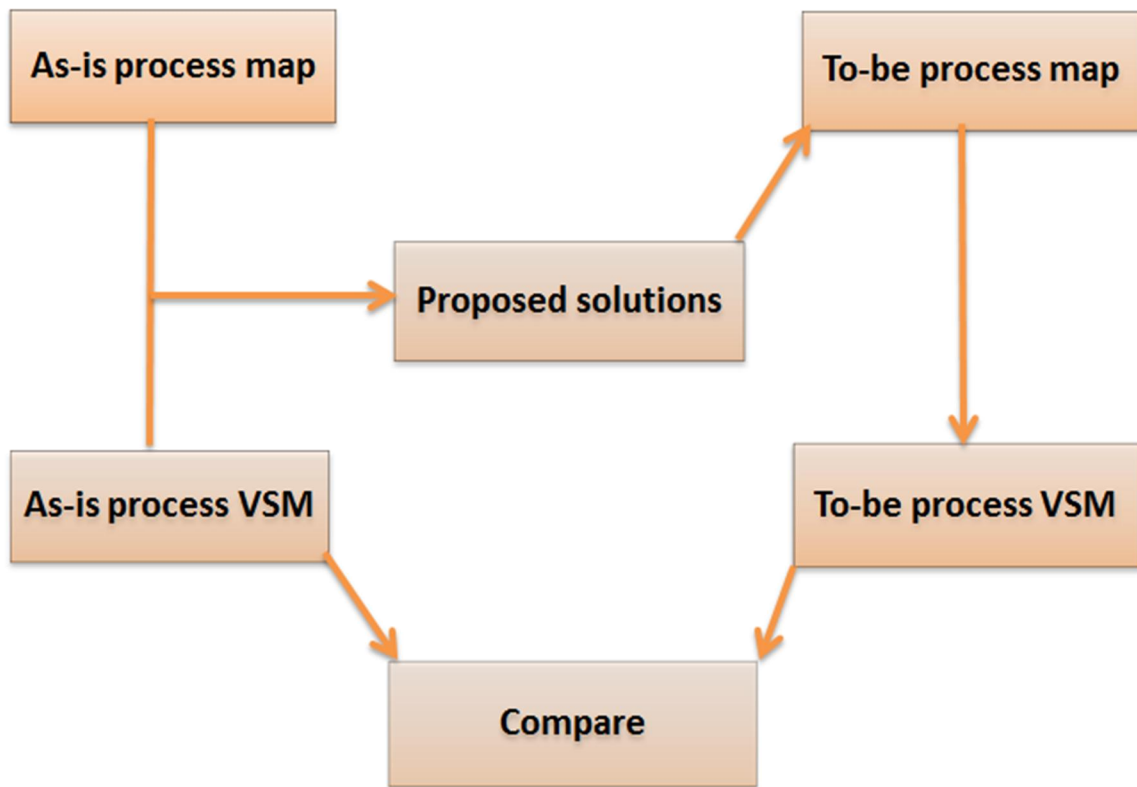 As-is process map
To-be process map
Proposed solutions
As-is process VSM
To-be process VSM
Compare